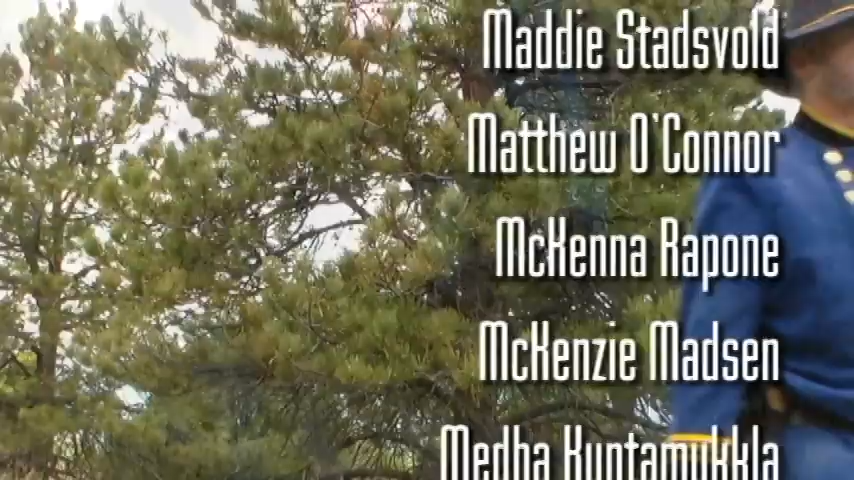 Maddie Stadsvold
Matthew O'Connor
McKenna Rapone
McKenzie Madsen
Medha Kuntamukkla